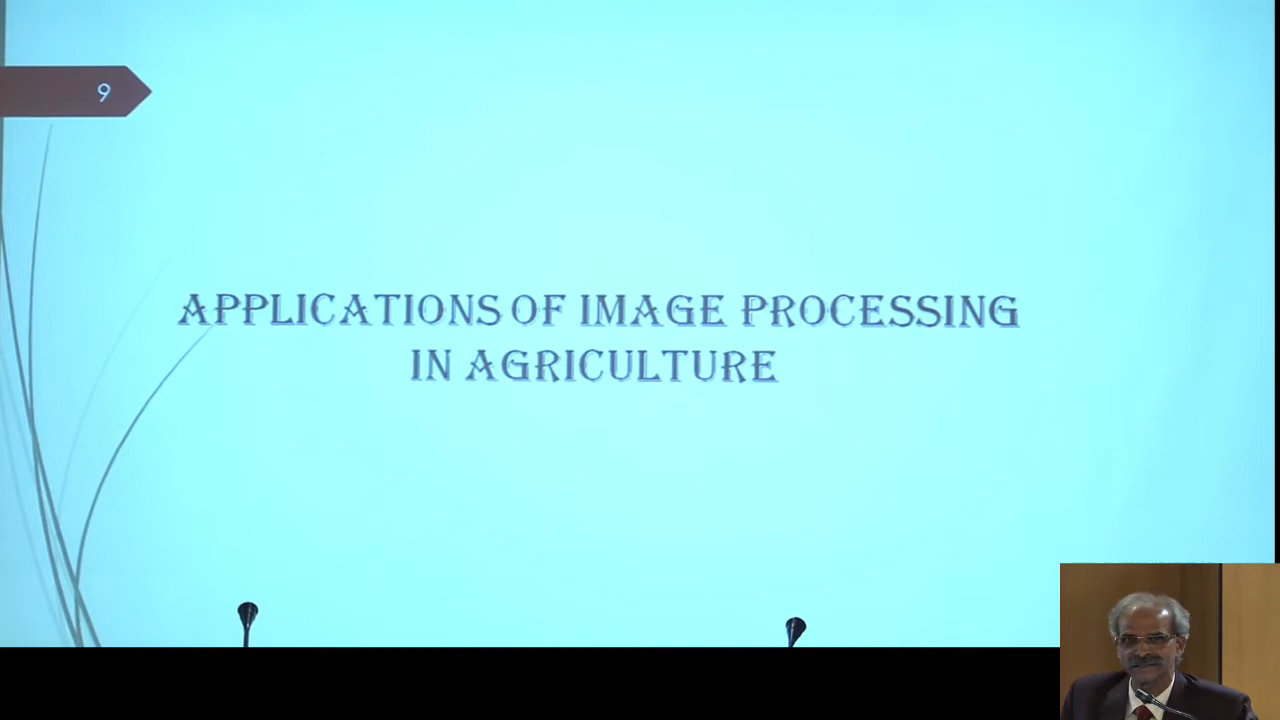 9
APPLICATIONS OF IMAGE PROCESSING
IN AGRICULTURE